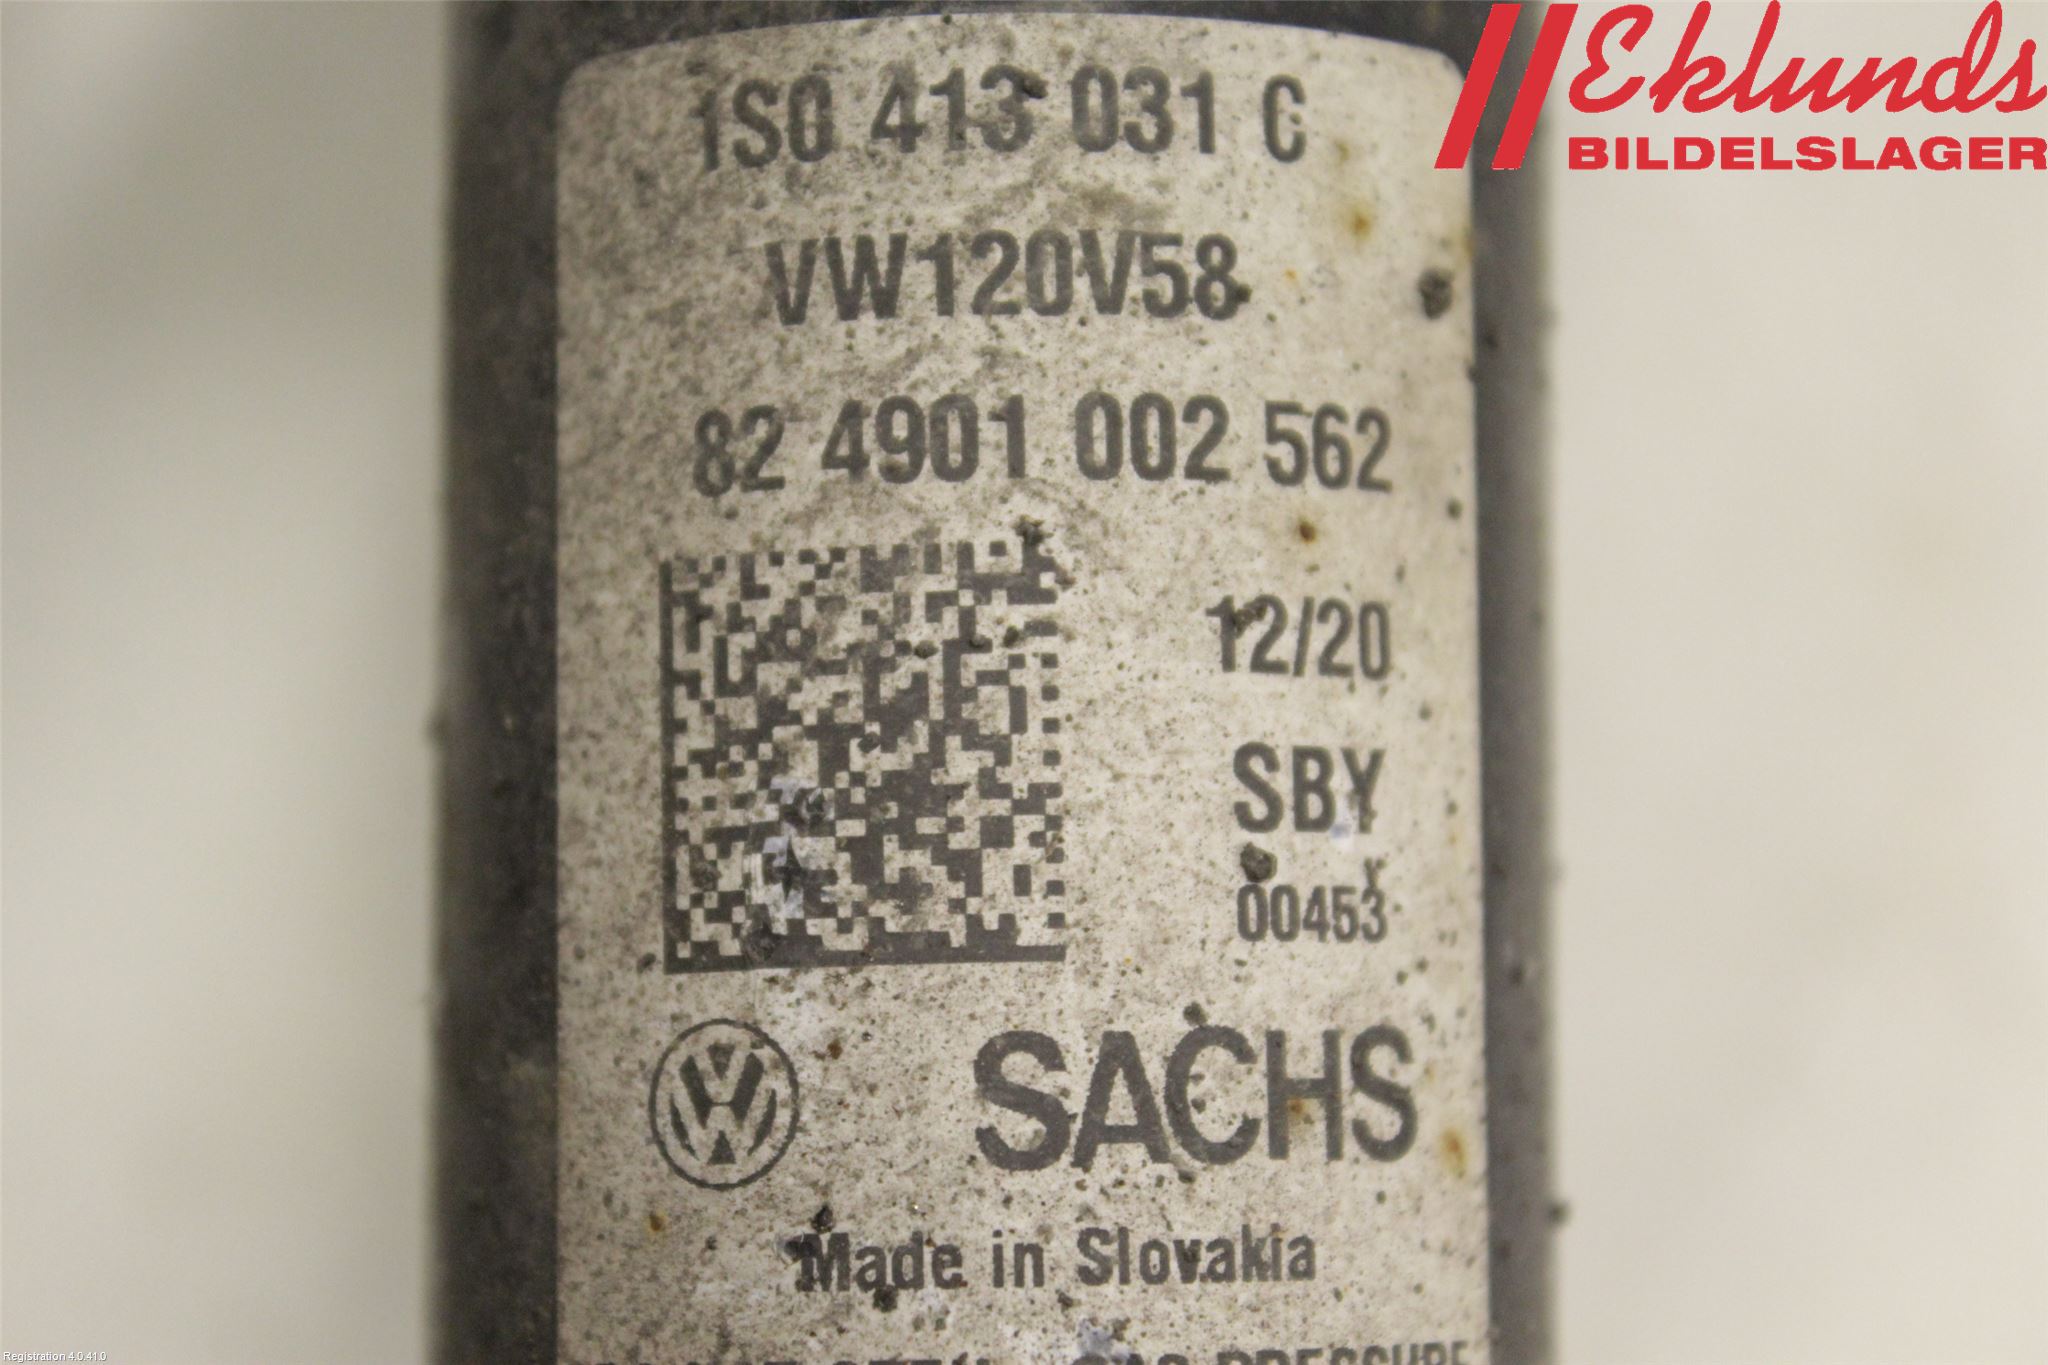 Eklunds
BILDELSLAGER
1S0 413 031 C
VW120V58
82 4901 002 562
12/20
SBY
00453
SACHS
Made in Slovakia
PRESSURE
Registration 4.0.41.0